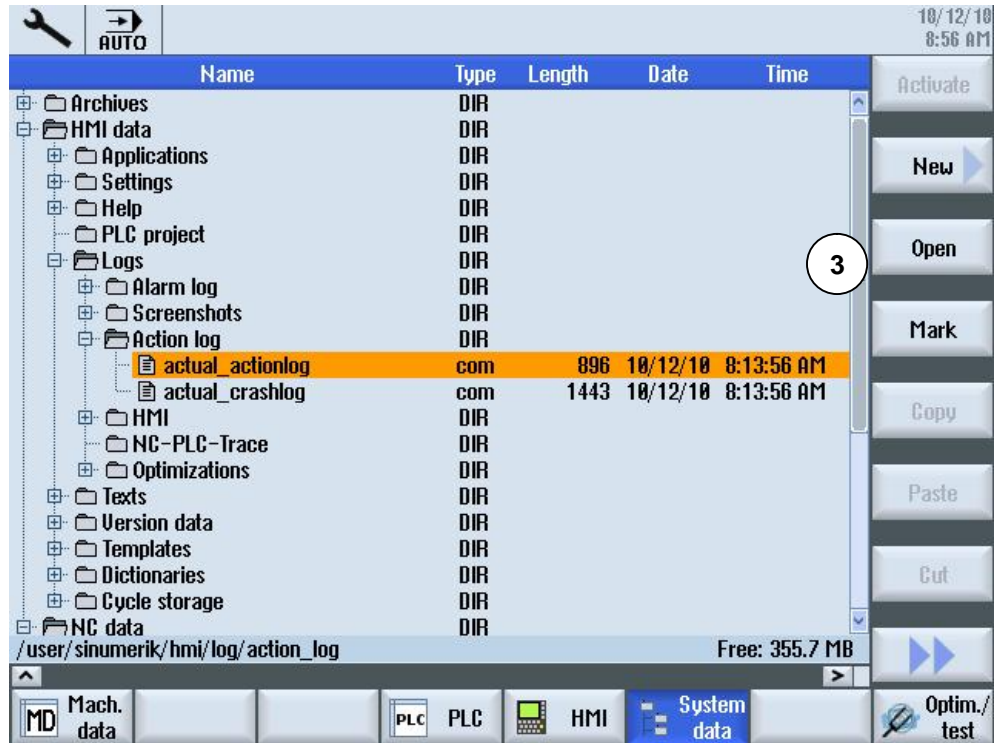 AUTO
10/12/10
8:56 AM
Name Type Length Date Time
Archives DIR
HMI data DIR
Applications DIR
Settings DIR
Help DIR
PLC project DIR
Logs DIR
Alarm log DIR
Screenshots DIR
Action log DIR
actual_actionlog com 896 10/12/10 8:13:56 AM
actual_crashlog com 1443 10/12/10 8:13:56 AM
HMI DIR
NC-PLC-Trace DIR
Optimizations DIR
Texts DIR
Version data DIR
Templates DIR
Dictionaries DIR
Cycle storage DIR
NC data DIR
/user/sinumerik/hmi/log/action_log Free: 355.7 MB
Activate
New
Open
3
Mark
Copy
Paste
Cut
MD Mach. data
PLC PLC
HMI
System data
Optim./ test